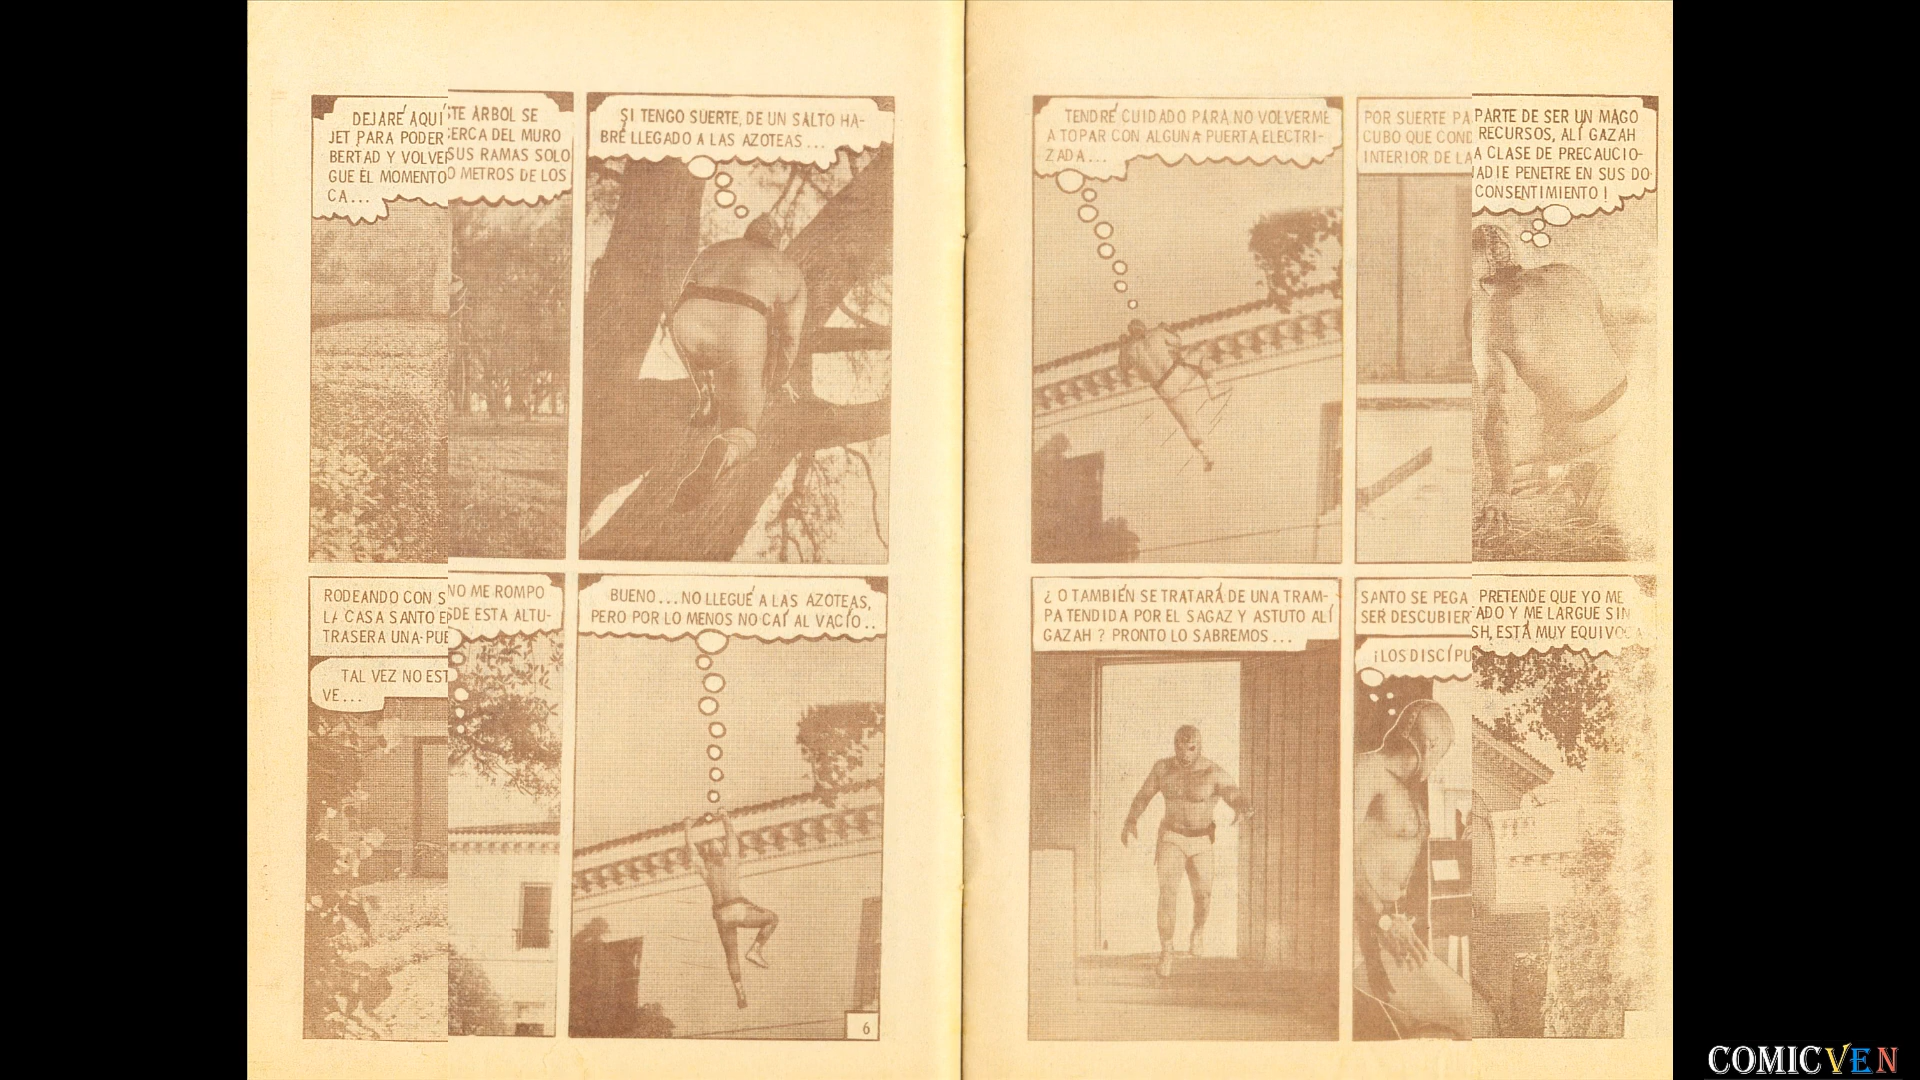 DEJARÉ AQUÍ
JET PARA PODER
BERTAD Y VOLVE
GUE EL MOMENTO
CA...
TE ARBOL SE
CERCA DEL MURO
SUS RAMAS SOLO
O METROS DE LOS
SI TENGO SUERTE, DE UN SALTO HA-
BRÉ LLEGADO A LAS AZOTEAS...
RODEANDO CON S
LA CASA SANTO E
TRASERA UNA PUE
TAL VEZ NO EST
VE...
NO ME ROMPO
SDE ESTA ALTU-
BUENO...NO LLEGUÉ A LAS AZOTEAS,
PERO POR LO MENOS NO CAÍ AL VACÍO..
6
TENDRÉ CUIDADO PARA NO VOLVERME
A TOPAR CON ALGUNA PUERTA ELECTRI-
ZADA...
POR SUERTE PA
CUBO QUE COND
INTERIOR DE LA
PARTE DE SER UN MAGO
RECURSOS, ALÍ GAZAH
A CLASE DE PRECAUCIO-
NADIE PENETRE EN SUS DO-
CONSENTIMIENTO!
¿O TAMBIÉN SE TRATARÁ DE UNA TRAM-
PA TENDIDA POR EL SAGAZ Y ASTUTO ALÍ
GAZAH? PRONTO LO SABREMOS...
SANTO SE PEGA
SER DESCUBIER
¡LOS DISCÍPU
PRETENDE QUE YO ME
ADO Y ME LARGUE SIN
SH, ESTÁ MUY EQUIVOCA
COMICVEN